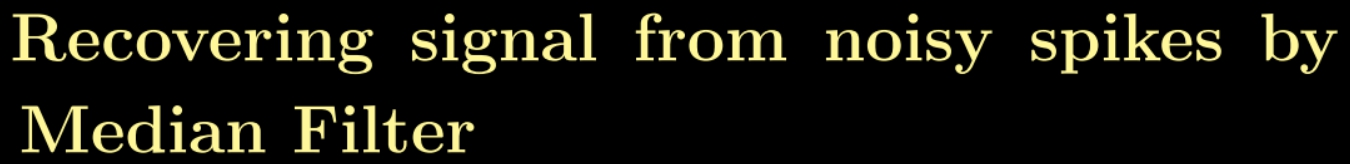 Recovering signal from noisy spikes by
Median Filter